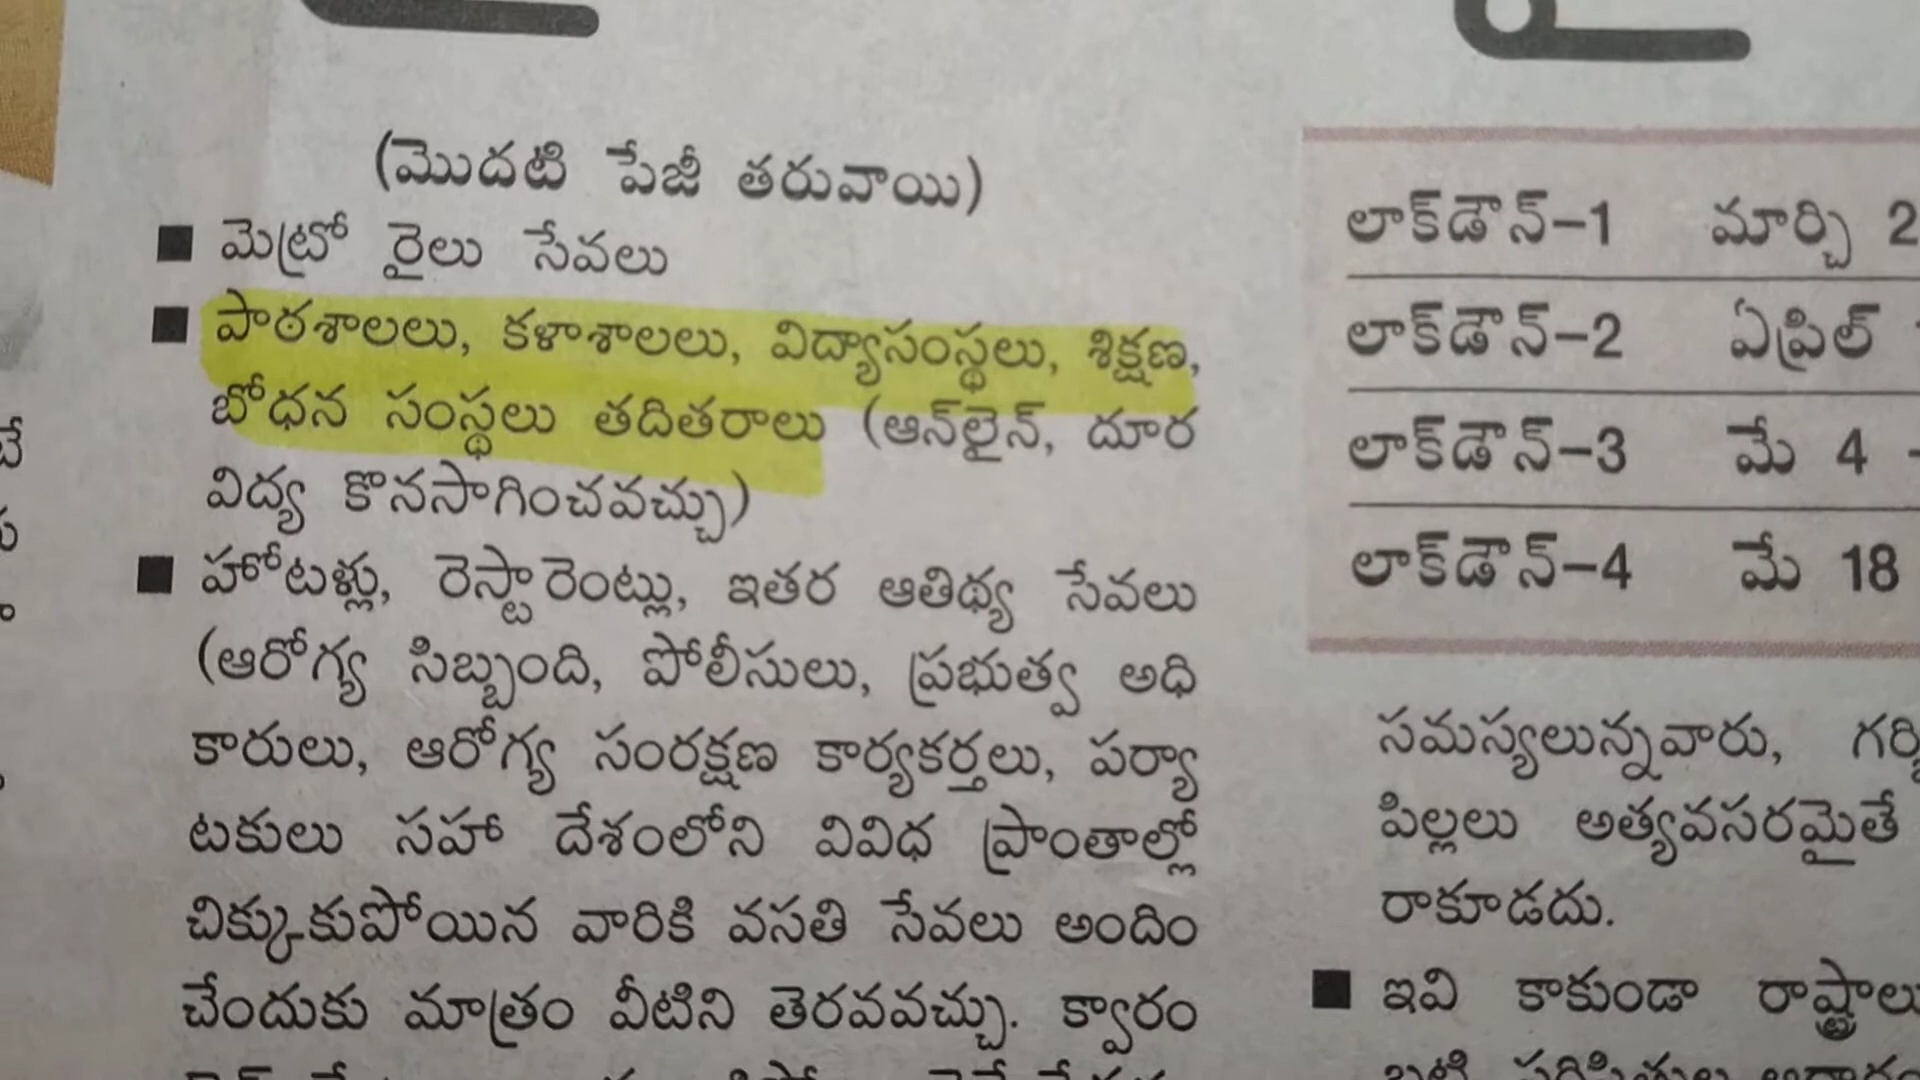 (మొదటి పేజీ తరువాయి)
■ మెట్రో రైలు సేవలు
■ పాఠశాలలు, కళాశాలలు, విద్యాసంస్థలు, శిక్షణ,
బోధన సంస్థలు తదితరాలు (ఆన్‌లైన్, దూర
విద్య కొనసాగించవచ్చు)
■ హోటళ్లు, రెస్టారెంట్లు, ఇతర ఆతిథ్య సేవలు
(ఆరోగ్య సిబ్బంది, పోలీసులు, ప్రభుత్వ అధి
కారులు, ఆరోగ్య సంరక్షణ కార్యకర్తలు, పర్యా
టకులు సహా దేశంలోని వివిధ ప్రాంతాల్లో
చిక్కుకుపోయిన వారికి వసతి సేవలు అందిం
చేందుకు మాత్రం వీటిని తెరవవచ్చు. క్వారం
లాక్‌డౌన్–1 మార్చి 2
లాక్‌డౌన్–2 ఏప్రిల్
లాక్‌డౌన్–3 మే 4
లాక్‌డౌన్–4 మే 18
సమస్యలున్నవారు,
పిల్లలు అత్యవసరమైతే
రాకూడదు.
■ ఇవి కాకుండా రాష్ట్రాలు